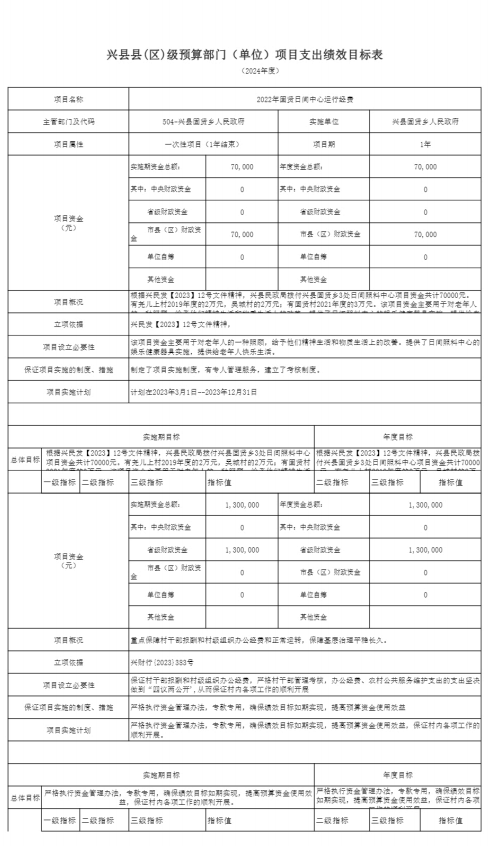 兴县县(区)级预算部门（单位）项目支出绩效目标表
（2024年度）
项目名称 2022年固贤日间中心运行经费
主管部门及代码 504-兴县固贤乡人民政府 实施单位 兴县固贤乡人民政府
项目属性 一次性项目（1年结束） 项目期 1年
项目资金
（元）
实施期资金总额： 70,000 年度资金总额： 70,000
其中：中央财政资金 0 其中：中央财政资金 0
省级财政资金 0 省级财政资金 0
市县（区）财政资金 70,000 市县（区）财政资金 70,000
单位自筹 0 单位自筹 0
其他资金 其他资金
项目概况
根据兴民发【2023】12号文件精神，兴县民政局拨付兴县固贤乡3处日间照料中心项目资金共计70000元。
有尧儿上村2019年度的2万元，吴城村的2万元；有固贤村2021年度的3万元。该项目资金主要用于对老年人
立项依据 兴民发【2023】12号文件精神，
项目设立必要性
该项目资金主要用于对老年人的一种照顾，给予他们精神生活和物质生活上的改善。提供了日间照料中心的
娱乐健康器具实施，提供给老年人快乐生活。
保证项目实施的制度、措施 制定了项目实施制度，有专人管理服务，建立了考核制度。
项目实施计划 计划在2023年3月1日--2023年12月31日
实施期目标 年度目标
总体目标
根据兴民发【2023】12号文件精神，兴县民政局拨付兴县固贤乡3处日间照料中心
项目资金共计70000元。有尧儿上村2019年度的2万元，吴城村的2万元；有固贤村
根据兴民发【2023】12号文件精神，兴县民政局拨
付兴县固贤乡3处日间照料中心项目资金共计70000
一级指标 二级指标 三级指标 指标值 二级指标 三级指标 指标值
项目资金
（元）
实施期资金总额： 1,300,000 年度资金总额： 1,300,000
其中：中央财政资金 0 其中：中央财政资金 0
省级财政资金 1,300,000 省级财政资金 1,300,000
市县（区）财政资金 0 市县（区）财政资金 0
单位自筹 0 单位自筹 0
其他资金 其他资金
项目概况 重点保障村干部报酬和村级组织办公经费和正常运转，保障基层治理平稳长久。
立项依据 兴财行(2023)383号
项目设立必要性
保证村干部报酬和村级组织办公经费，严格村干部管理考核，办公经费、农村公共服务维护支出的支出坚决
做到“四议两公开”,从而保证村内各项工作的顺利开展
保证项目实施的制度、措施 严格执行资金管理办法，专款专用，确保绩效目标如期实现，提高预算资金使用效益
项目实施计划
严格执行资金管理办法，专款专用，确保绩效目标如期实现，提高预算资金使用效益，保证村内各项工作的
顺利开展。
实施期目标 年度目标
总体目标
严格执行资金管理办法，专款专用，确保绩效目标如期实现，提高预算资金使用效
益，保证村内各项工作的顺利开展。
严格执行资金管理办法，专款专用，确保绩效目标
如期实现，提高预算资金使用效益，保证村内各项
一级指标 二级指标 三级指标 指标值 二级指标 三级指标 指标值